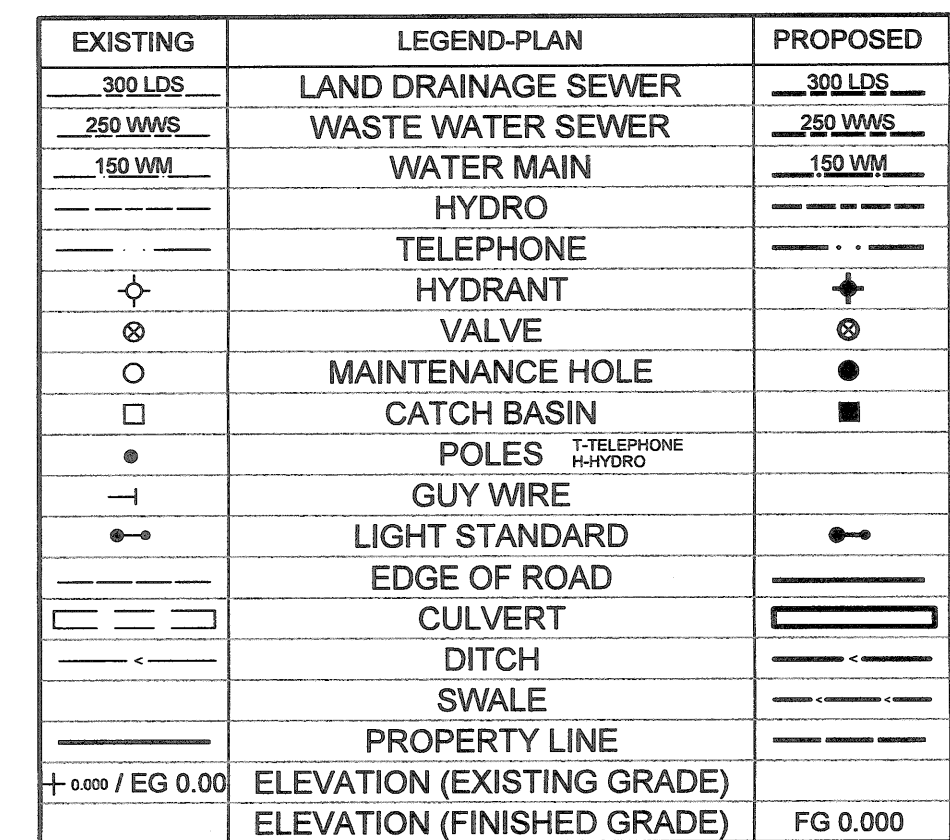 EXISTING LEGEND-PLAN PROPOSED
300 LDS LAND DRAINAGE SEWER 300 LDS
250 WWS WASTE WATER SEWER 250 WWS
150 WM WATER MAIN 150 WM
HYDRO
TELEPHONE
HYDRANT
VALVE
MAINTENANCE HOLE
CATCH BASIN
POLES T-TELEPHONE
H-HYDRO
GUY WIRE
LIGHT STANDARD
EDGE OF ROAD
CULVERT
DITCH
SWALE
PROPERTY LINE
0.000 / EG 0.00 ELEVATION (EXISTING GRADE)
ELEVATION (FINISHED GRADE) FG 0.000